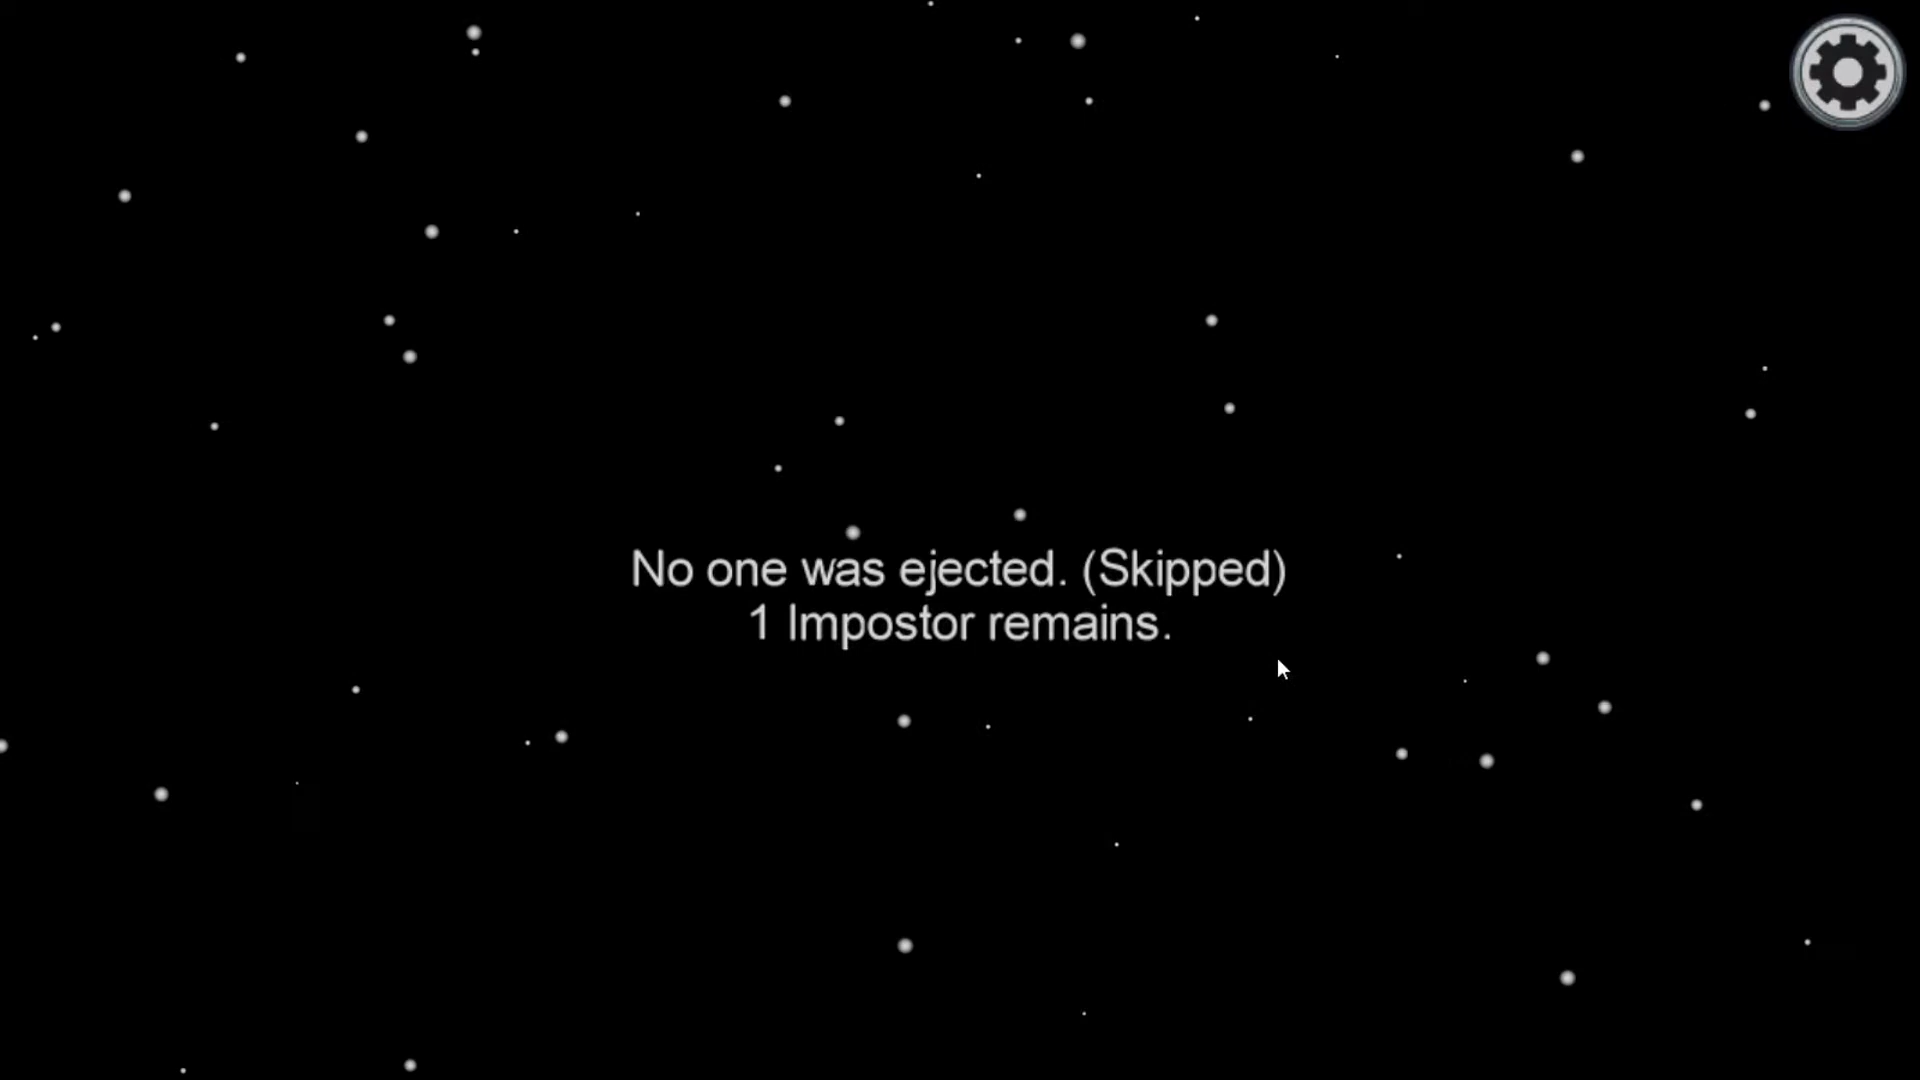 No one was ejected. (Skipped)
1 Impostor remains.